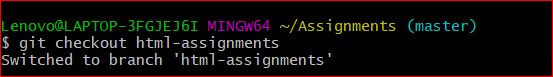 Lenovo@LAPTOP-3FGJEJ6I MINGW64 ~/Assignments (master)
$ git checkout html-assignments
Switched to branch 'html-assignments'